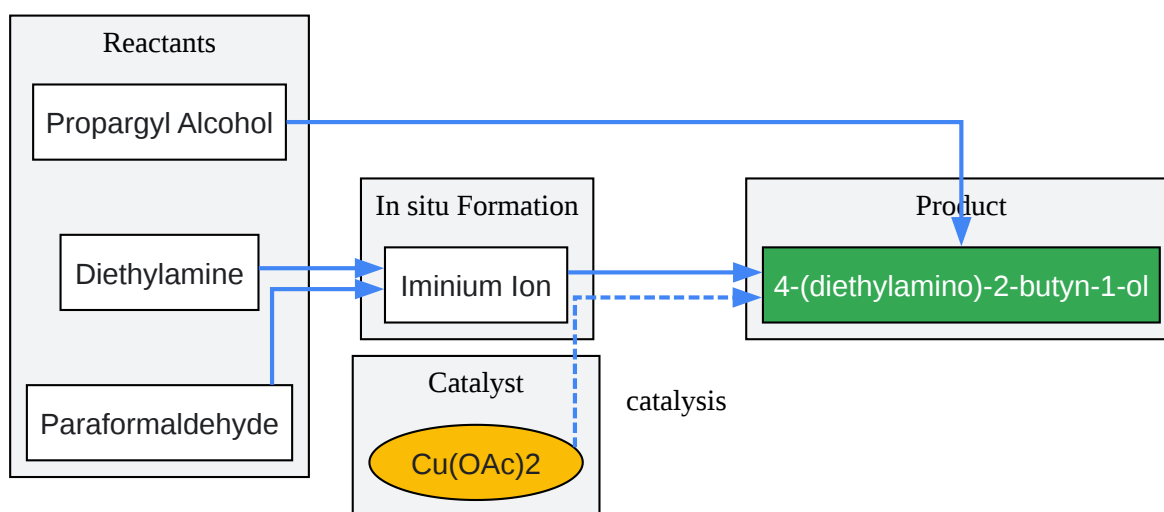 Reactants
Propargyl Alcohol
Diethylamine
Paraformaldehyde
In situ Formation
Iminium Ion
Catalyst
Cu(OAc)2
catalysis
Product
4-(diethylamino)-2-butyn-1-ol